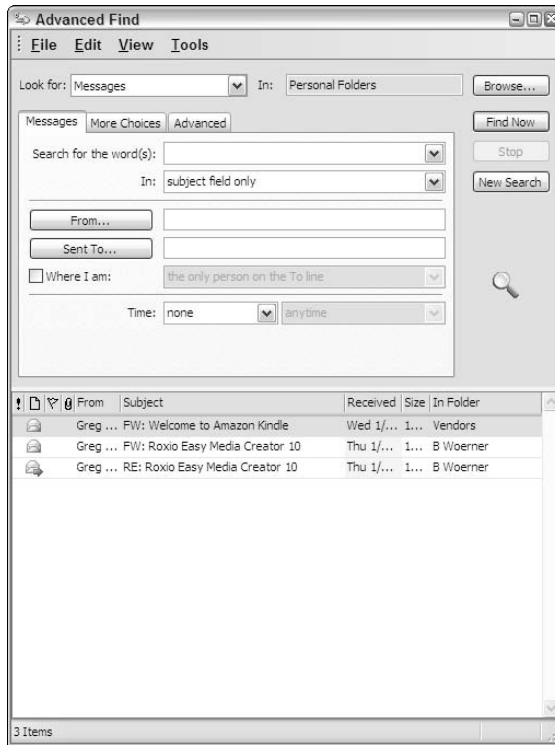 Advanced Find
File Edit View Tools
Look for: Messages In: Personal Folders Browse...
Messages More Choices Advanced Find Now
Search for the word(s): Stop
In: subject field only New Search
From...
Sent To...
Where I am: the only person on the To line
Time: none anytime
! From Subject Received Size In Folder
Greg ... FW: Welcome to Amazon Kindle Wed 1/... 1... Vendors
Greg ... FW: Roxio Easy Media Creator 10 Thu 1/... 1... B Woerner
Greg ... RE: Roxio Easy Media Creator 10 Thu 1/... 1... B Woerner
3 Items